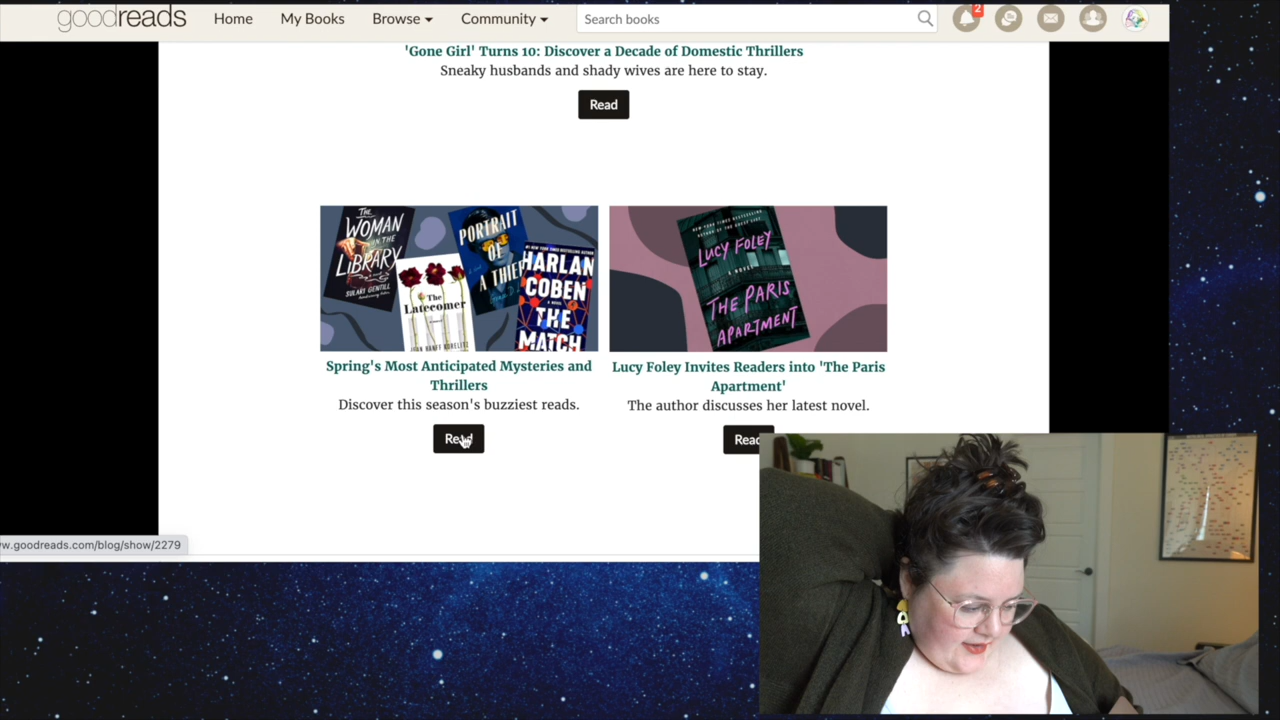 goodreads
Home
My Books
Browse
Community
Search books
2
'Gone Girl' Turns 10: Discover a Decade of Domestic Thrillers
Sneaky husbands and shady wives are here to stay.
Read
THE
WOMAN
IN THE
LIBRARY
SULARI GENTILL
The
Latecomer
JEAN HANFF KORELITZ
PORTRAIT
OF
A THIEF
HARLAN
COBEN
THE
MATCH
LUCY FOLEY
A NOVEL
THE PARIS
APARTMENT
Spring's Most Anticipated Mysteries and
Thrillers
Discover this season's buzziest reads.
Read
Lucy Foley Invites Readers into 'The Paris
Apartment'
The author discusses her latest novel.
Read
w.goodreads.com/blog/show/2279